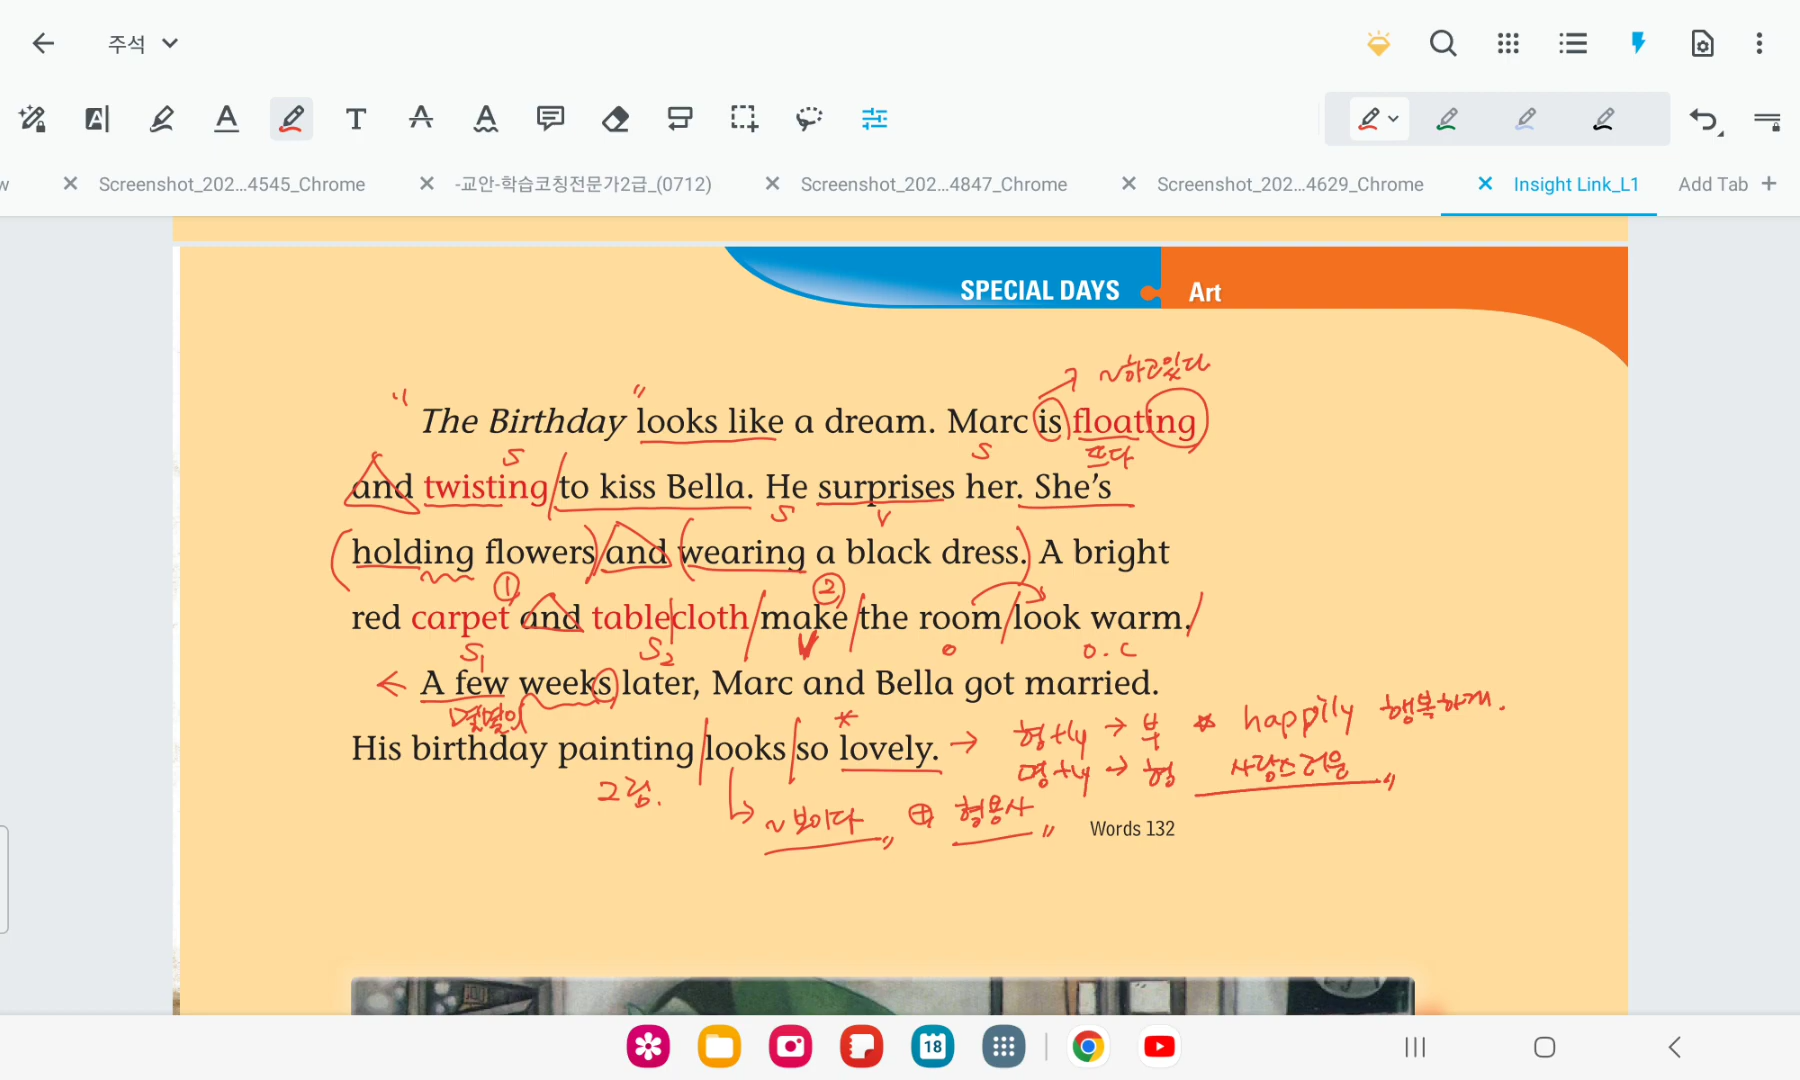 주석
T
w
Screenshot_202...4545_Chrome
-교안-학습코칭전문가2급_(0712)
Screenshot_202...4847_Chrome
Screenshot_202...4629_Chrome
Insight Link_L1
Add Tab +
SPECIAL DAYS Art
~하고있다
" "
The Birthday looks like a dream. Marc is floating
S S 뜨다
and twisting to kiss Bella. He surprises her. She's
S V
holding flowers and wearing a black dress. A bright
① ②
red carpet and tablecloth make the room look warm.
S1 S2 V O O.C
← A few weeks later, Marc and Bella got married.
몇몇의
His birthday painting looks so lovely. → 형+ly → 부 * happily 행복하게.
명+ly → 형 사랑스러운"
그림.
~보이다" ⊕ 형용사"
Words 132
18